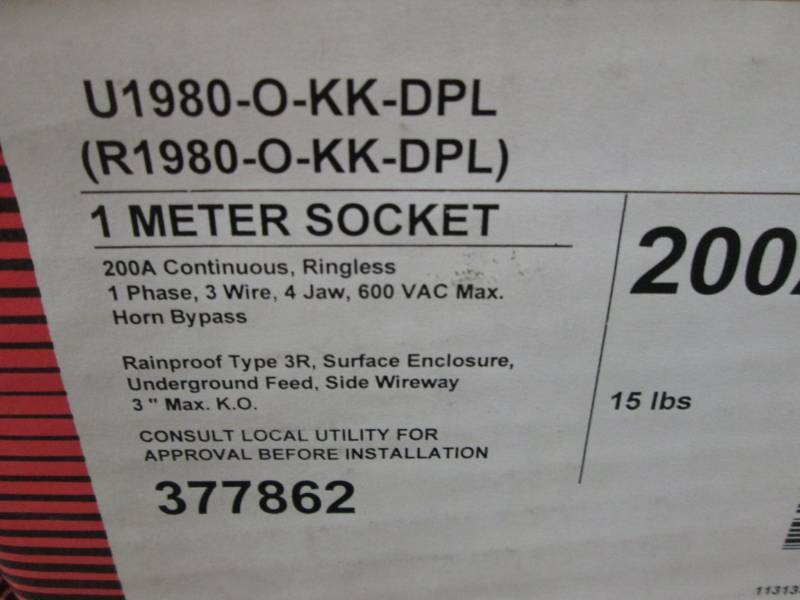 U1980-O-KK-DPL
(R1980-O-KK-DPL)
1 METER SOCKET
200A Continuous, Ringless
1 Phase, 3 Wire, 4 Jaw, 600 VAC Max.
Horn Bypass
Rainproof Type 3R, Surface Enclosure,
Underground Feed, Side Wireway
3 " Max. K.O.
CONSULT LOCAL UTILITY FOR
APPROVAL BEFORE INSTALLATION
377862
200A
15 lbs